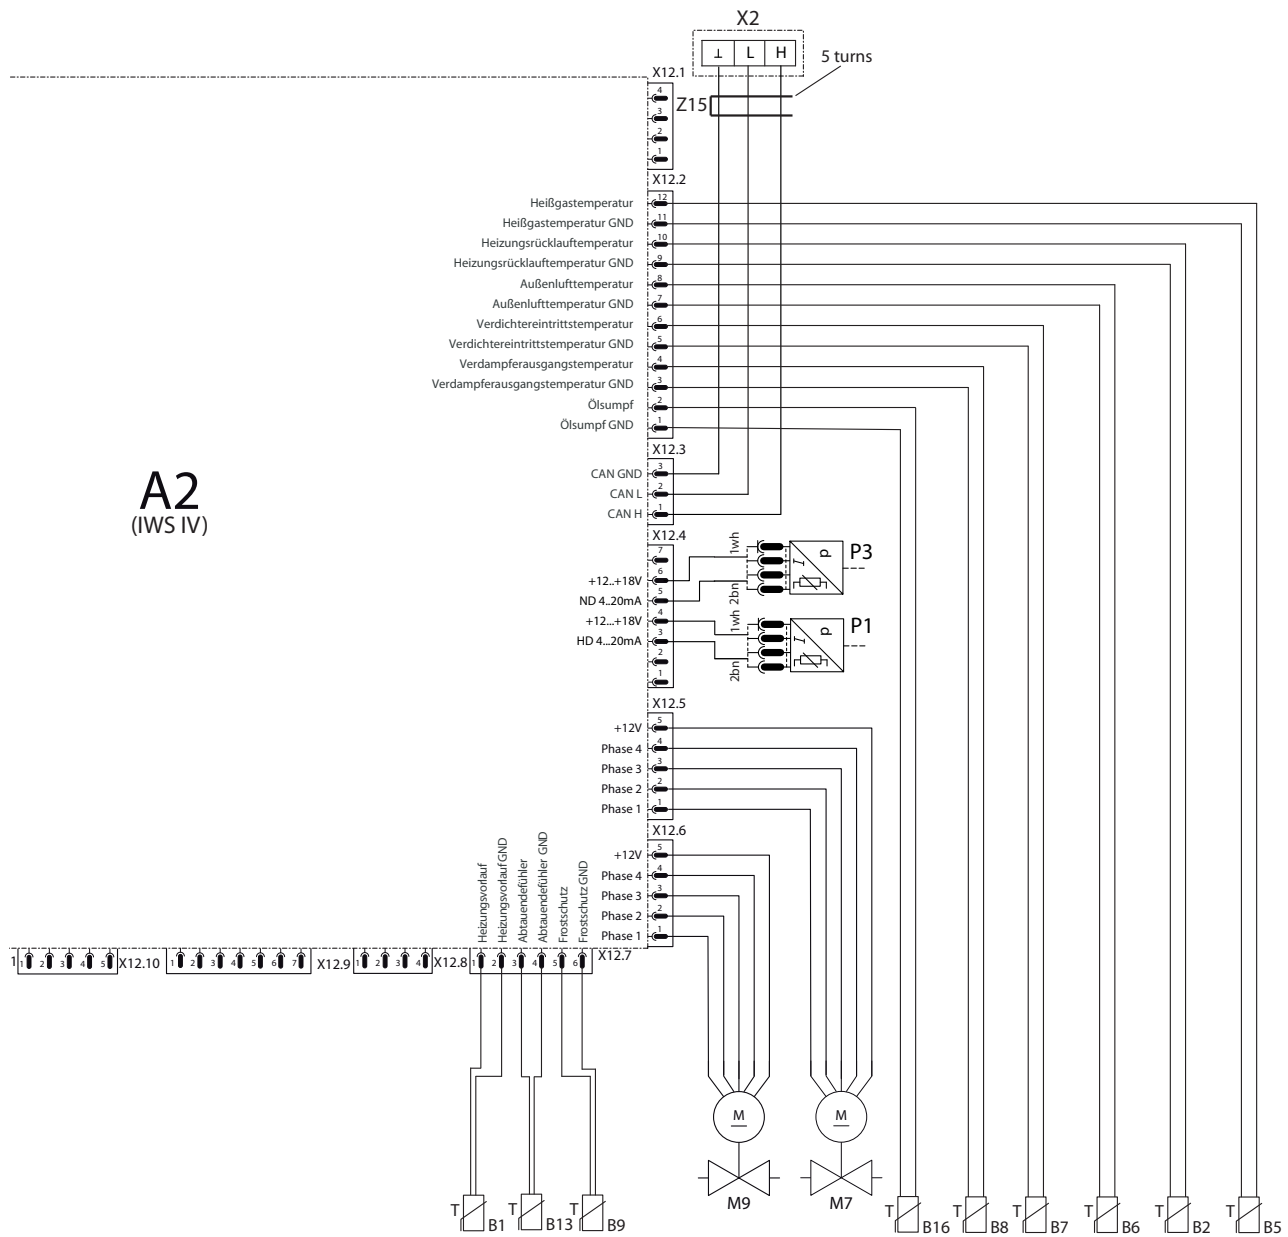 X2
⊥ L H
5 turns
Z15
X12.1
4
3
2
1
X12.2
Heißgastemperatur 12
Heißgastemperatur GND 11
Heizungsrücklauftemperatur 10
Heizungsrücklauftemperatur GND 9
Außenlufttemperatur 8
Außenlufttemperatur GND 7
Verdichtereintrittstemperatur 6
Verdichtereintrittstemperatur GND 5
Verdampferausgangstemperatur 4
Verdampferausgangstemperatur GND 3
Ölsumpf 2
Ölsumpf GND 1
X12.3
CAN GND 3
CAN L 2
CAN H 1
A2
(IWS IV)
X12.4
7
+12..+18V 6
ND 4..20mA 5
+12...+18V 4
HD 4...20mA 3
2
1
1wh
2bn
p
I
P3
1wh
2bn
p
I
P1
X12.5
+12V 5
Phase 4 4
Phase 3 3
Phase 2 2
Phase 1 1
X12.6
+12V 5
Phase 4 4
Phase 3 3
Phase 2 2
Phase 1 1
Heizungsvorlauf
Heizungsvorlauf GND
Abtauendefühler
Abtauendefühler GND
Frostschutz
Frostschutz GND
1 1 2 3 4 5 X12.10
1 2 3 4 5 6 7 X12.9
1 2 3 4 X12.8
1 2 3 4 5 6 X12.7
M
M9
M
M7
T B1
T B13
T B9
T B16
T B8
T B7
T B6
T B2
T B5